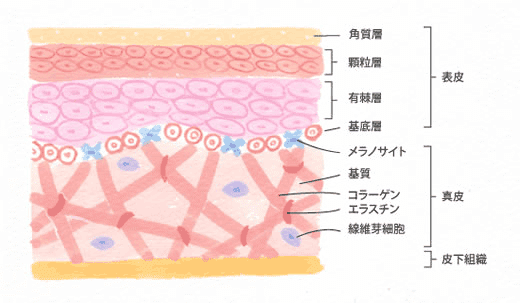 角質層
顆粒層
有棘層
基底層
メラノサイト
基質
コラーゲン
エラスチン
線維芽細胞
表皮
真皮
皮下組織